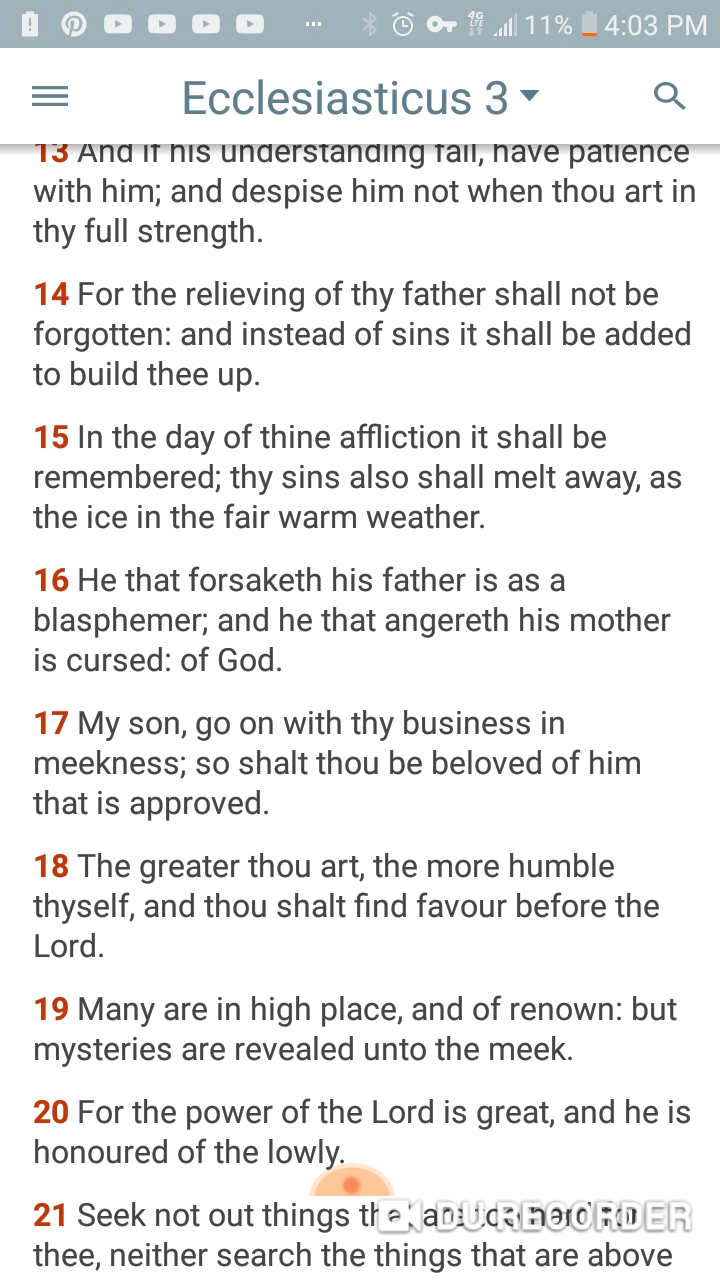 11% 4:03 PM
4G
LTE
Ecclesiasticus 3
13 And if his understanding fail, have patience
with him; and despise him not when thou art in
thy full strength.
14 For the relieving of thy father shall not be
forgotten: and instead of sins it shall be added
to build thee up.
15 In the day of thine affliction it shall be
remembered; thy sins also shall melt away, as
the ice in the fair warm weather.
16 He that forsaketh his father is as a
blasphemer; and he that angereth his mother
is cursed: of God.
17 My son, go on with thy business in
meekness; so shalt thou be beloved of him
that is approved.
18 The greater thou art, the more humble
thyself, and thou shalt find favour before the
Lord.
19 Many are in high place, and of renown: but
mysteries are revealed unto the meek.
20 For the power of the Lord is great, and he is
honoured of the lowly.
21 Seek not out things that are too hard for
DU RECORDER
thee, neither search the things that are above